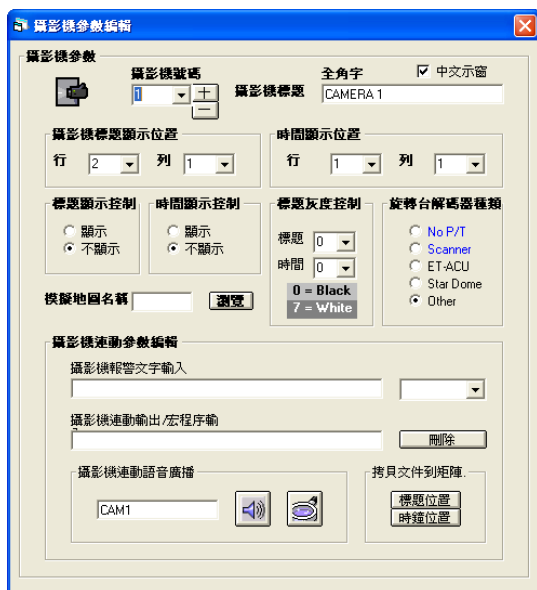 攝影機參數編輯
攝影機參數
攝影機號碼
1
全角字
中文示窗
攝影機標題
CAMERA 1
攝影機標題顯示位置
行 2 列 1
時間顯示位置
行 1 列 1
標題顯示控制
顯示
不顯示
時間顯示控制
顯示
不顯示
標題灰度控制
標題 0
時間 0
0 = Black
7 = White
旋转台解碼器種類
No P/T
Scanner
ET-ACU
Star Dome
Other
模擬地圖名稱
瀏覽
攝影機連動參數編輯
攝影機報警文字輸入
攝影機連動輸出/宏程序輸
刪除
攝影機連動語音廣播
CAM1
拷貝文件到矩陣.
標題位置
時鐘位置